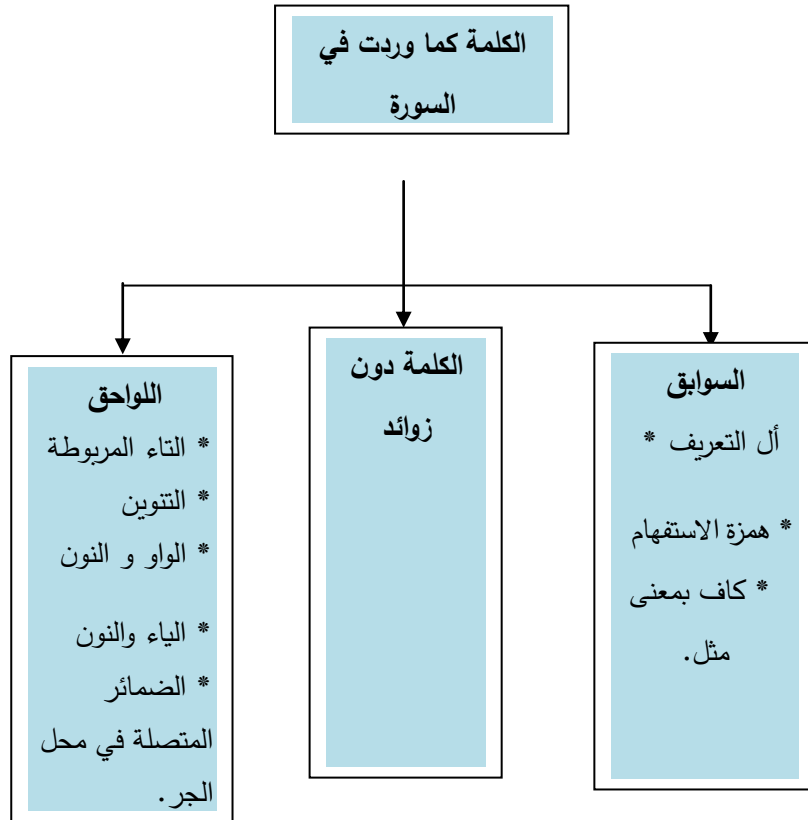 الكلمة كما وردت في
السورة
السوابق
أل التعريف *
* همزة الاستفهام
* كاف بمعنى
مثل.
الكلمة دون
زوائد
اللواحق
* التاء المربوطة
* التنوين
* الواو و النون
* الياء والنون
* الضمائر
المتصلة في محل
الجر.